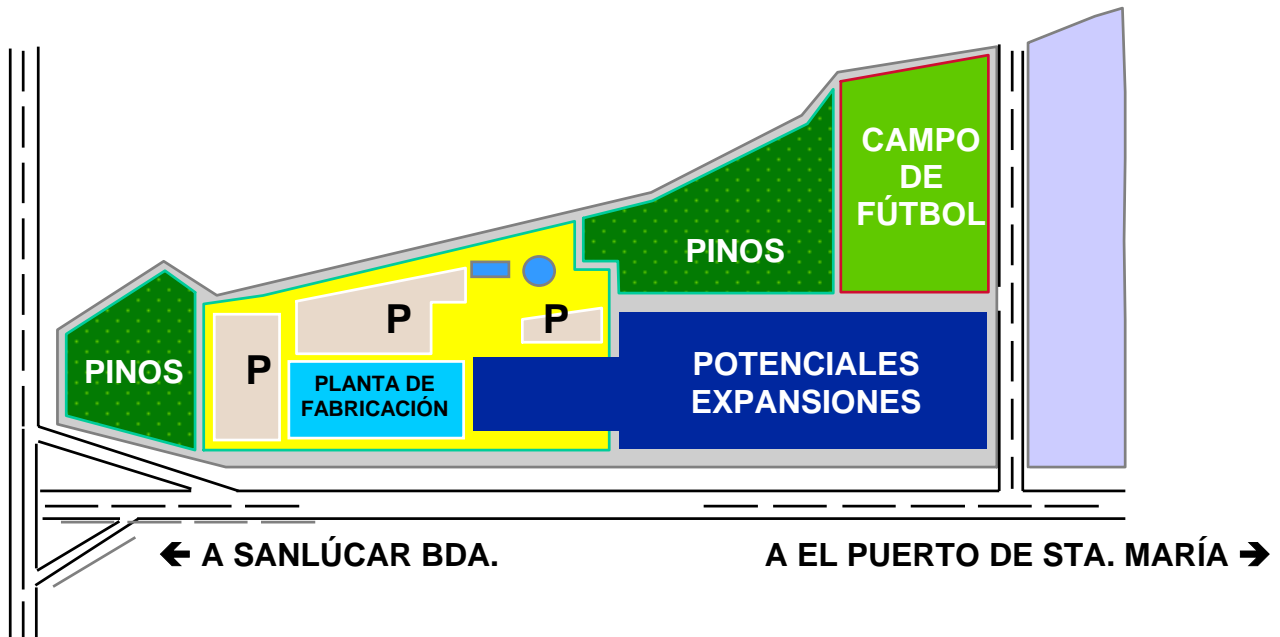 CAMPO
DE
FÚTBOL
PINOS
P
P
P
PINOS
PLANTA DE
FABRICACIÓN
POTENCIALES
EXPANSIONES
← A SANLÚCAR BDA.
A EL PUERTO DE STA. MARÍA →